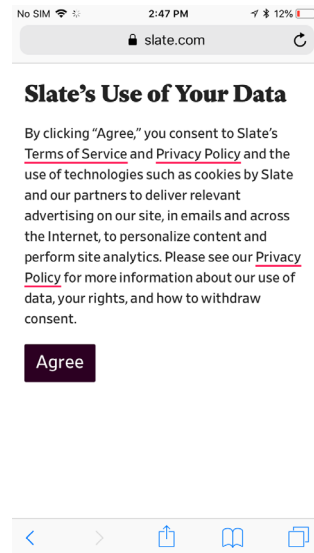 No SIM 2:47 PM 12%
slate.com
Slate’s Use of Your Data
By clicking “Agree,” you consent to Slate’s
Terms of Service and Privacy Policy and the
use of technologies such as cookies by Slate
and our partners to deliver relevant
advertising on our site, in emails and across
the Internet, to personalize content and
perform site analytics. Please see our Privacy
Policy for more information about our use of
data, your rights, and how to withdraw
consent.
Agree